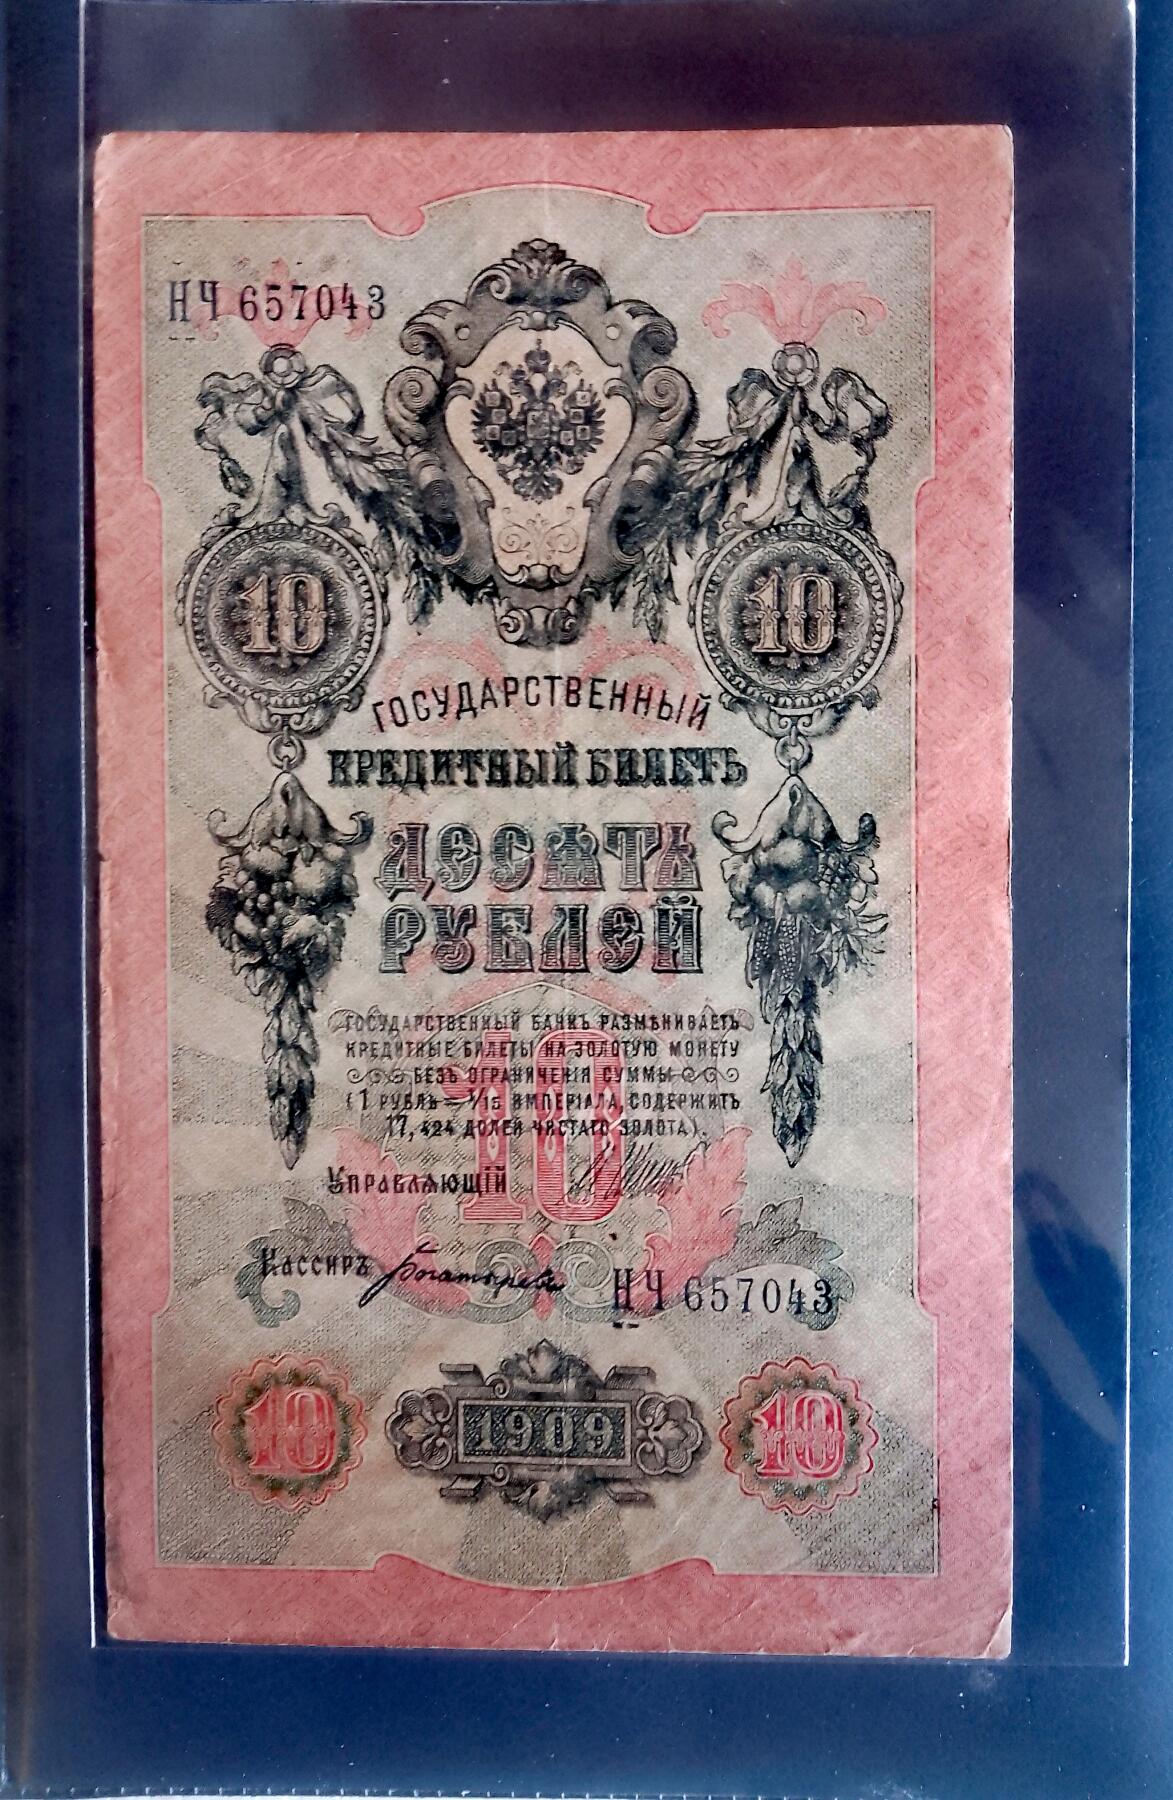 НЧ 657043
10 10
ГОСУДАРСТВЕННЫЙ
КРЕДИТНЫЙ БИЛЕТЪ
ДЕСЯТЬ
РУБЛЕЙ
ГОСУДАРСТВЕННЫЙ БАНКЪ РАЗМѢНИВАЕТЪ
КРЕДИТНЫЕ БИЛЕТЫ НА ЗОЛОТУЮ МОНЕТУ
БЕЗЪ ОГРАНИЧЕНІЯ СУММЫ
(1 РУБЛЬ = 1/15 ИМПЕРІАЛА, СОДЕРЖИТЪ
17,424 ДОЛЕЙ ЧИСТАГО ЗОЛОТА).
10
УПРАВЛЯЮЩІЙ
КАССИРЪ Богатыревъ
НЧ 657043
10 1909 10